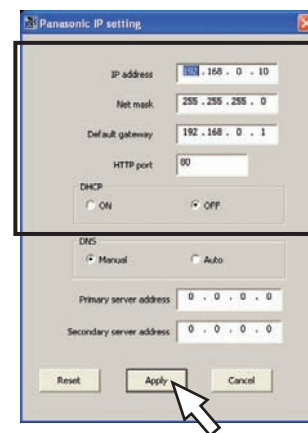 Panasonic IP setting
IP address 192 . 168 . 0 . 10
Net mask 255 . 255 . 255 . 0
Default gateway 192 . 168 . 0 . 1
HTTP port 80
DHCP
ON OFF
DNS
Manual Auto
Primary server address 0 . 0 . 0 . 0
Secondary server address 0 . 0 . 0 . 0
Reset Apply Cancel